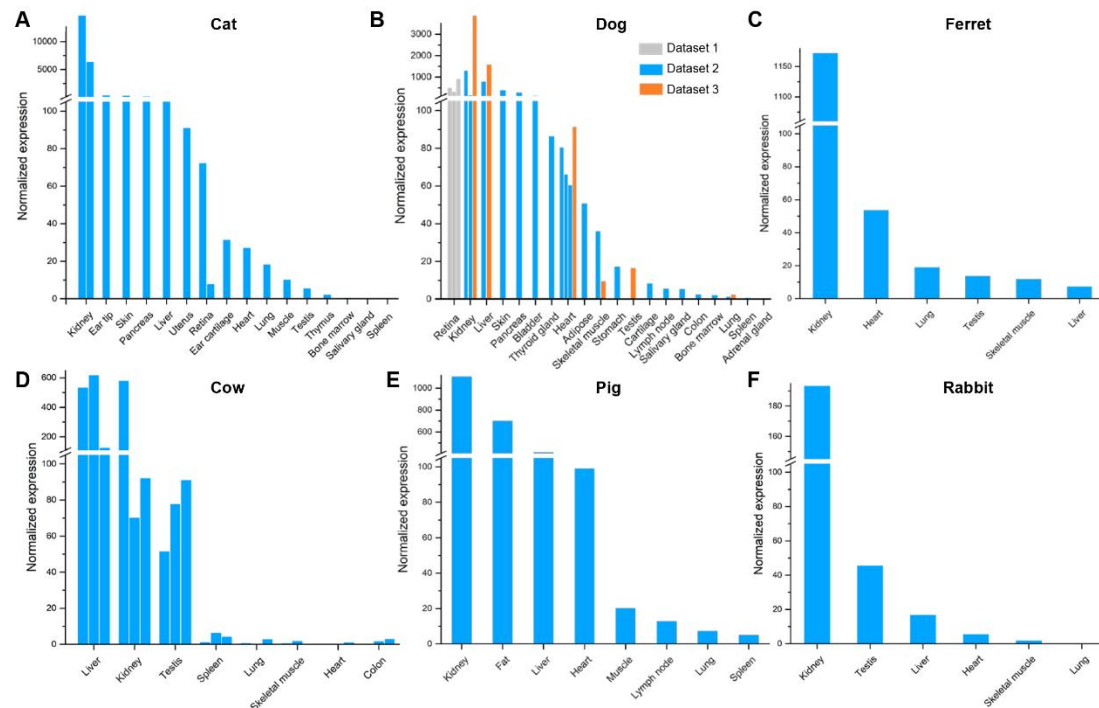 A
Cat
Normalized expression
10000
5000
100
80
60
40
20
0
Kidney
Ear tip
Skin
Pancreas
Liver
Uterus
Retina
Ear cartilage
Heart
Lung
Muscle
Testis
Thymus
Bone marrow
Salivary gland
Spleen
B
Dog
Dataset 1
Dataset 2
Dataset 3
Normalized expression
3000
2000
1000
100
80
60
40
20
0
Retina
Kidney
Liver
Skin
Pancreas
Bladder
Thyroid gland
Heart
Adipose
Skeletal muscle
Stomach
Testis
Cartilage
Lymph node
Salivary gland
Colon
Bone marrow
Lung
Spleen
Adrenal gland
C
Ferret
Normalized expression
1150
1125
1100
100
80
60
40
20
0
Kidney
Heart
Lung
Testis
Skeletal muscle
Liver
D
Cow
Normalized expression
600
500
400
300
200
100
80
60
40
20
0
Liver
Kidney
Testis
Spleen
Lung
Skeletal muscle
Heart
Colon
E
Pig
Normalized expression
1000
800
600
400
100
80
60
40
20
0
Kidney
Fat
Liver
Heart
Muscle
Lymph node
Lung
Spleen
F
Rabbit
Normalized expression
180
160
100
80
60
40
20
0
Kidney
Testis
Liver
Heart
Skeletal muscle
Lung